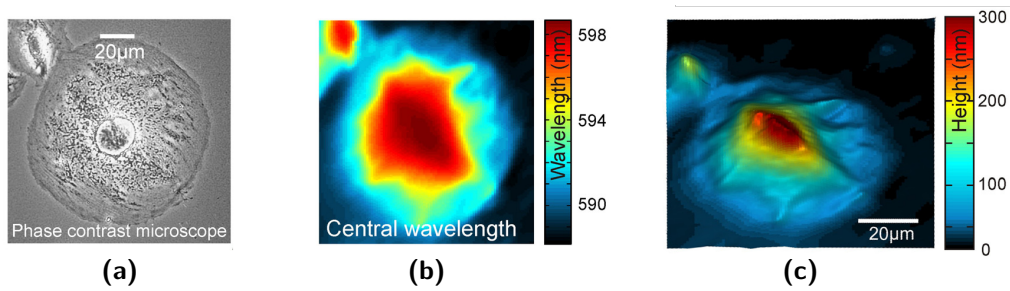 20μm
Phase contrast microscope
(a)
Central wavelength
Wavelength (nm)
598
594
590
(b)
20μm
Height (nm)
300
200
100
0
(c)